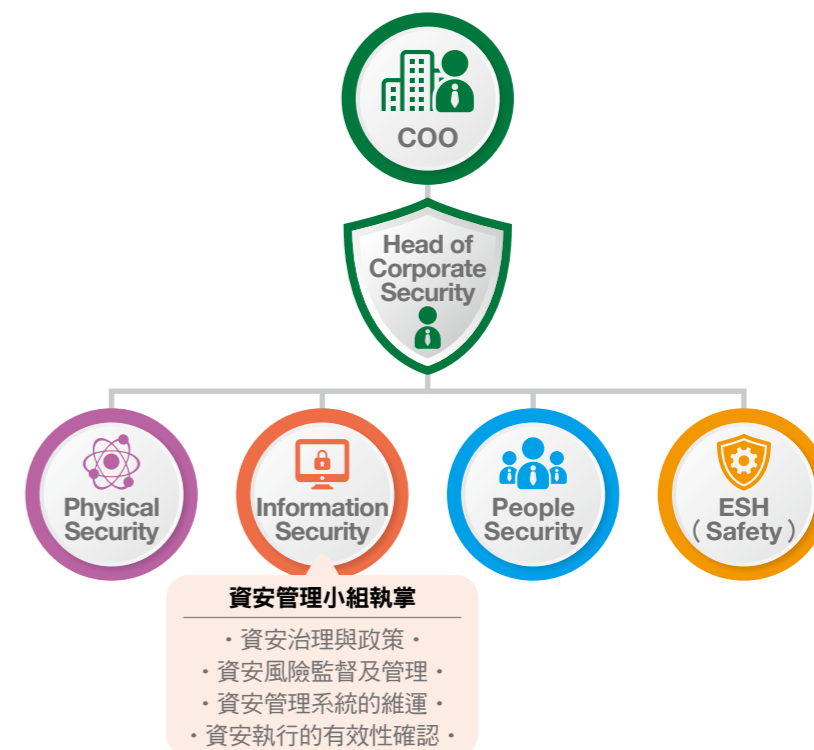 COO
Head of
Corporate
Security
Physical
Security
Information
Security
People
Security
ESH
（Safety）
資安管理小組執掌
・資安治理與政策・
・資安風險監督及管理・
・資安管理系統的維運・
・資安執行的有效性確認・